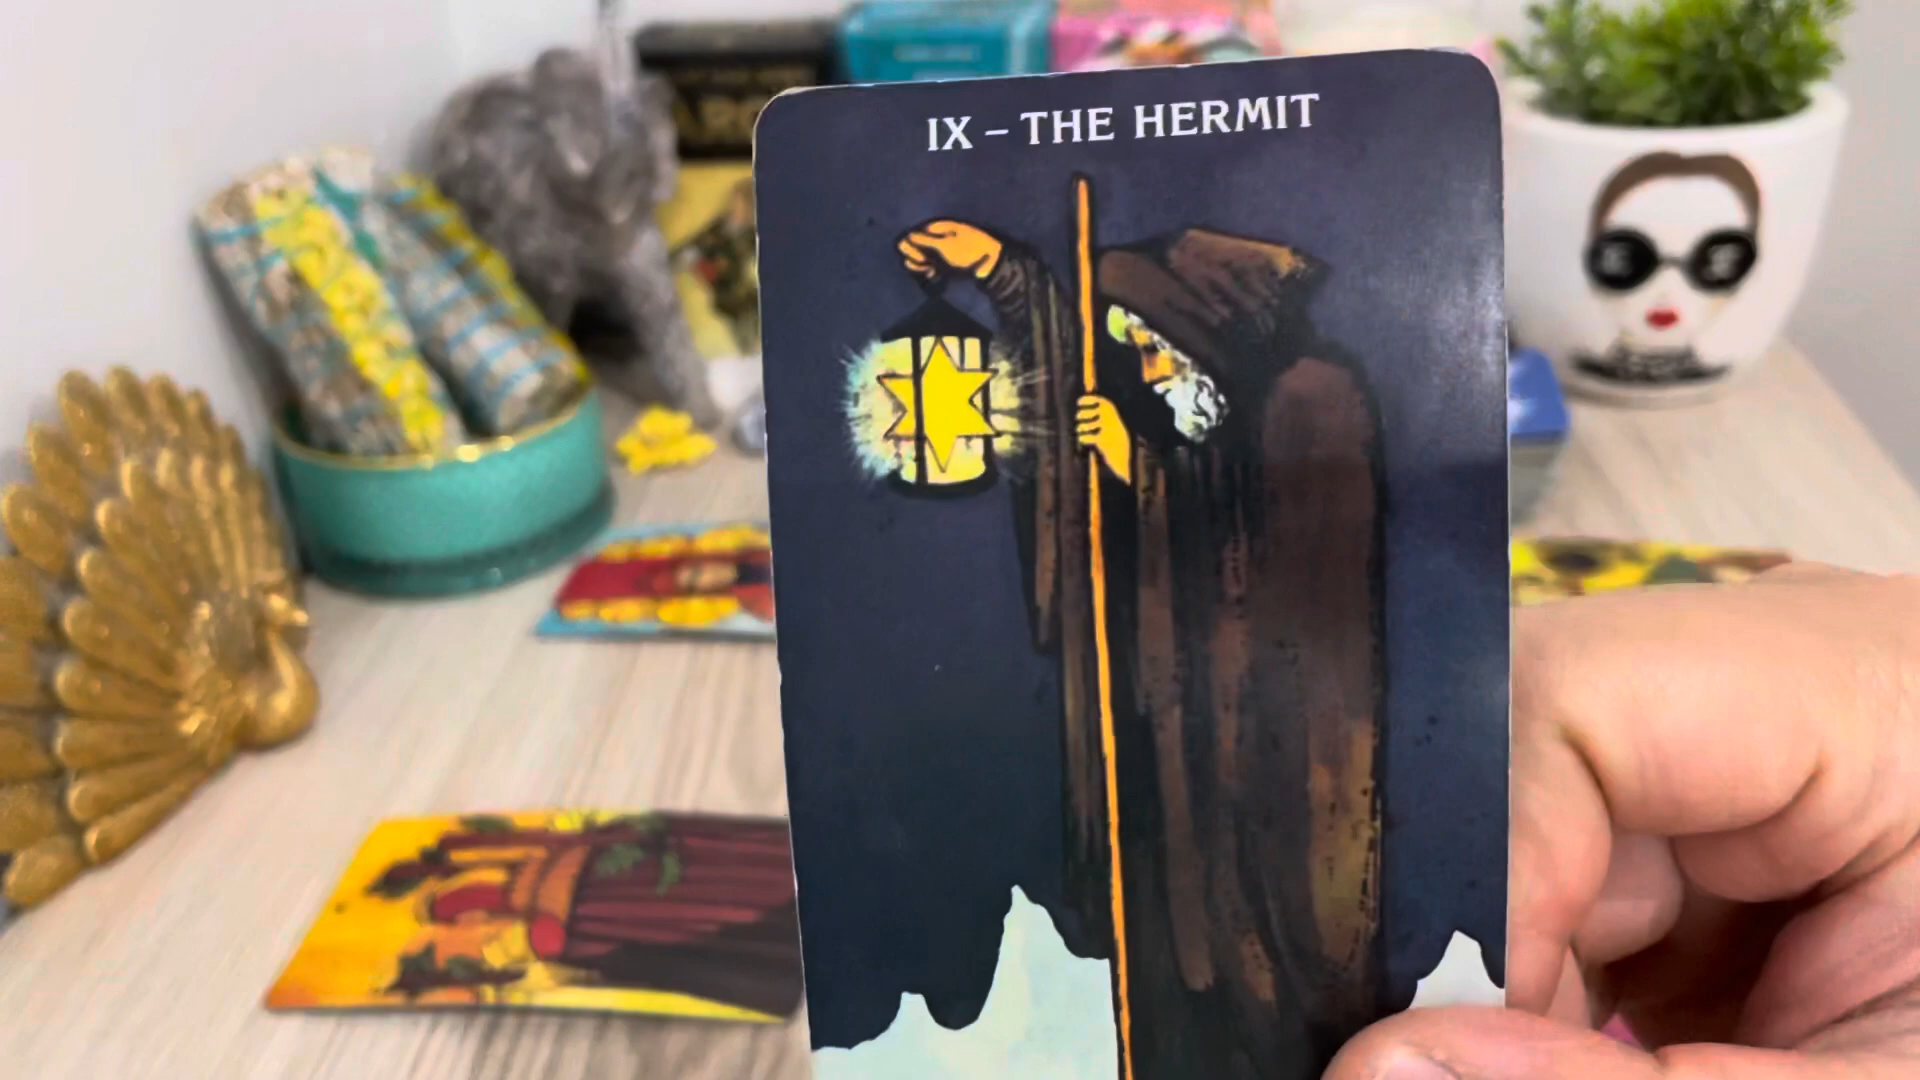 IX – THE HERMIT